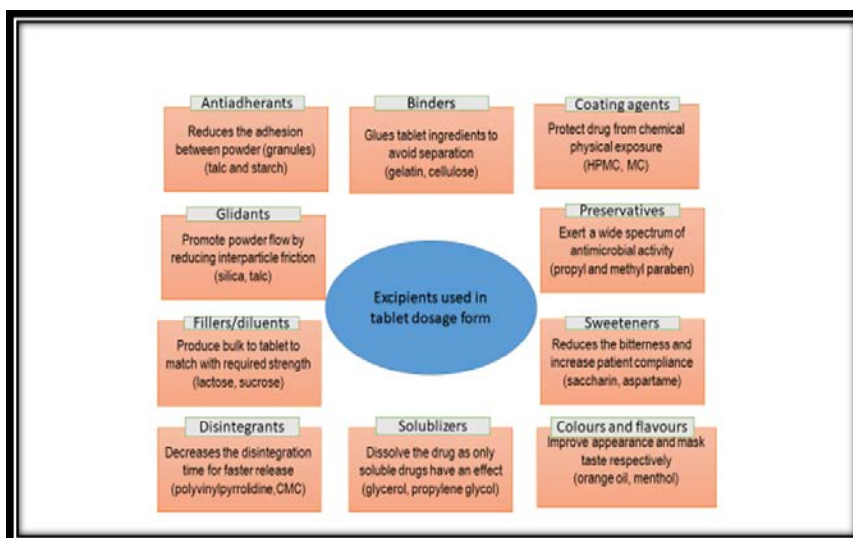 Antiadherants
Reduces the adhesion
between powder (granules)
(talc and starch)
Binders
Glues tablet ingredients to
avoid separation
(gelatin, cellulose)
Coating agents
Protect drug from chemical
physical exposure
(HPMC, MC)
Glidants
Promote powder flow by
reducing interparticle friction
(silica, talc)
Preservatives
Exert a wide spectrum of
antimicrobial activity
(propyl and methyl paraben)
Excipients used in
tablet dosage form
Fillers/diluents
Produce bulk to tablet to
match with required strength
(lactose, sucrose)
Sweeteners
Reduces the bitterness and
increase patient compliance
(saccharin, aspartame)
Disintegrants
Decreases the disintegration
time for faster release
(polyvinylpyrrolidine,CMC)
Solublizers
Dissolve the drug as only
soluble drugs have an effect
(glycerol, propylene glycol)
Colours and flavours
Improve appearance and mask
taste respectively
(orange oil, menthol)